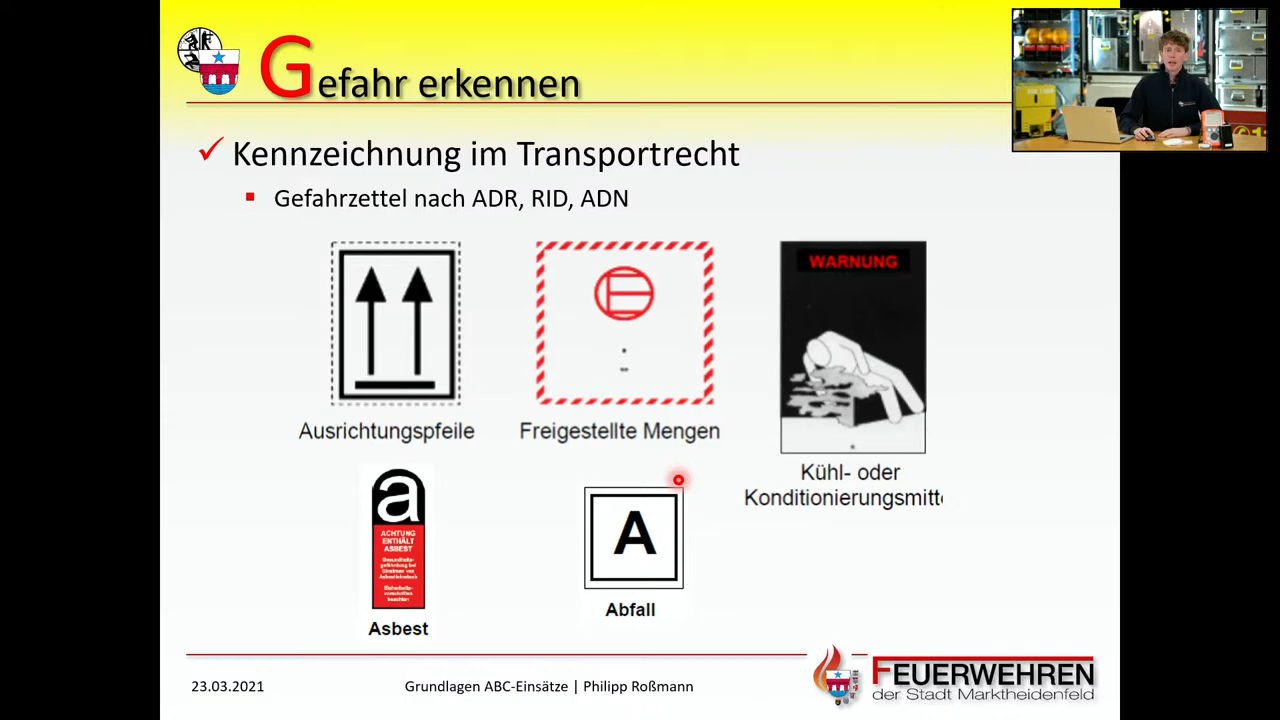 Gefahr erkennen
Kennzeichnung im Transportrecht
Gefahrzettel nach ADR, RID, ADN
WARNUNG
Ausrichtungspfeile
Freigestellte Mengen
Kühl- oder
Konditionierungsmitt
a
ACHTUNG
ENTHÄLT
ASBEST
A
Asbest
Abfall
23.03.2021
Grundlagen ABC-Einsätze | Philipp Roßmann
FEUERWEHREN
der Stadt Marktheidenfeld